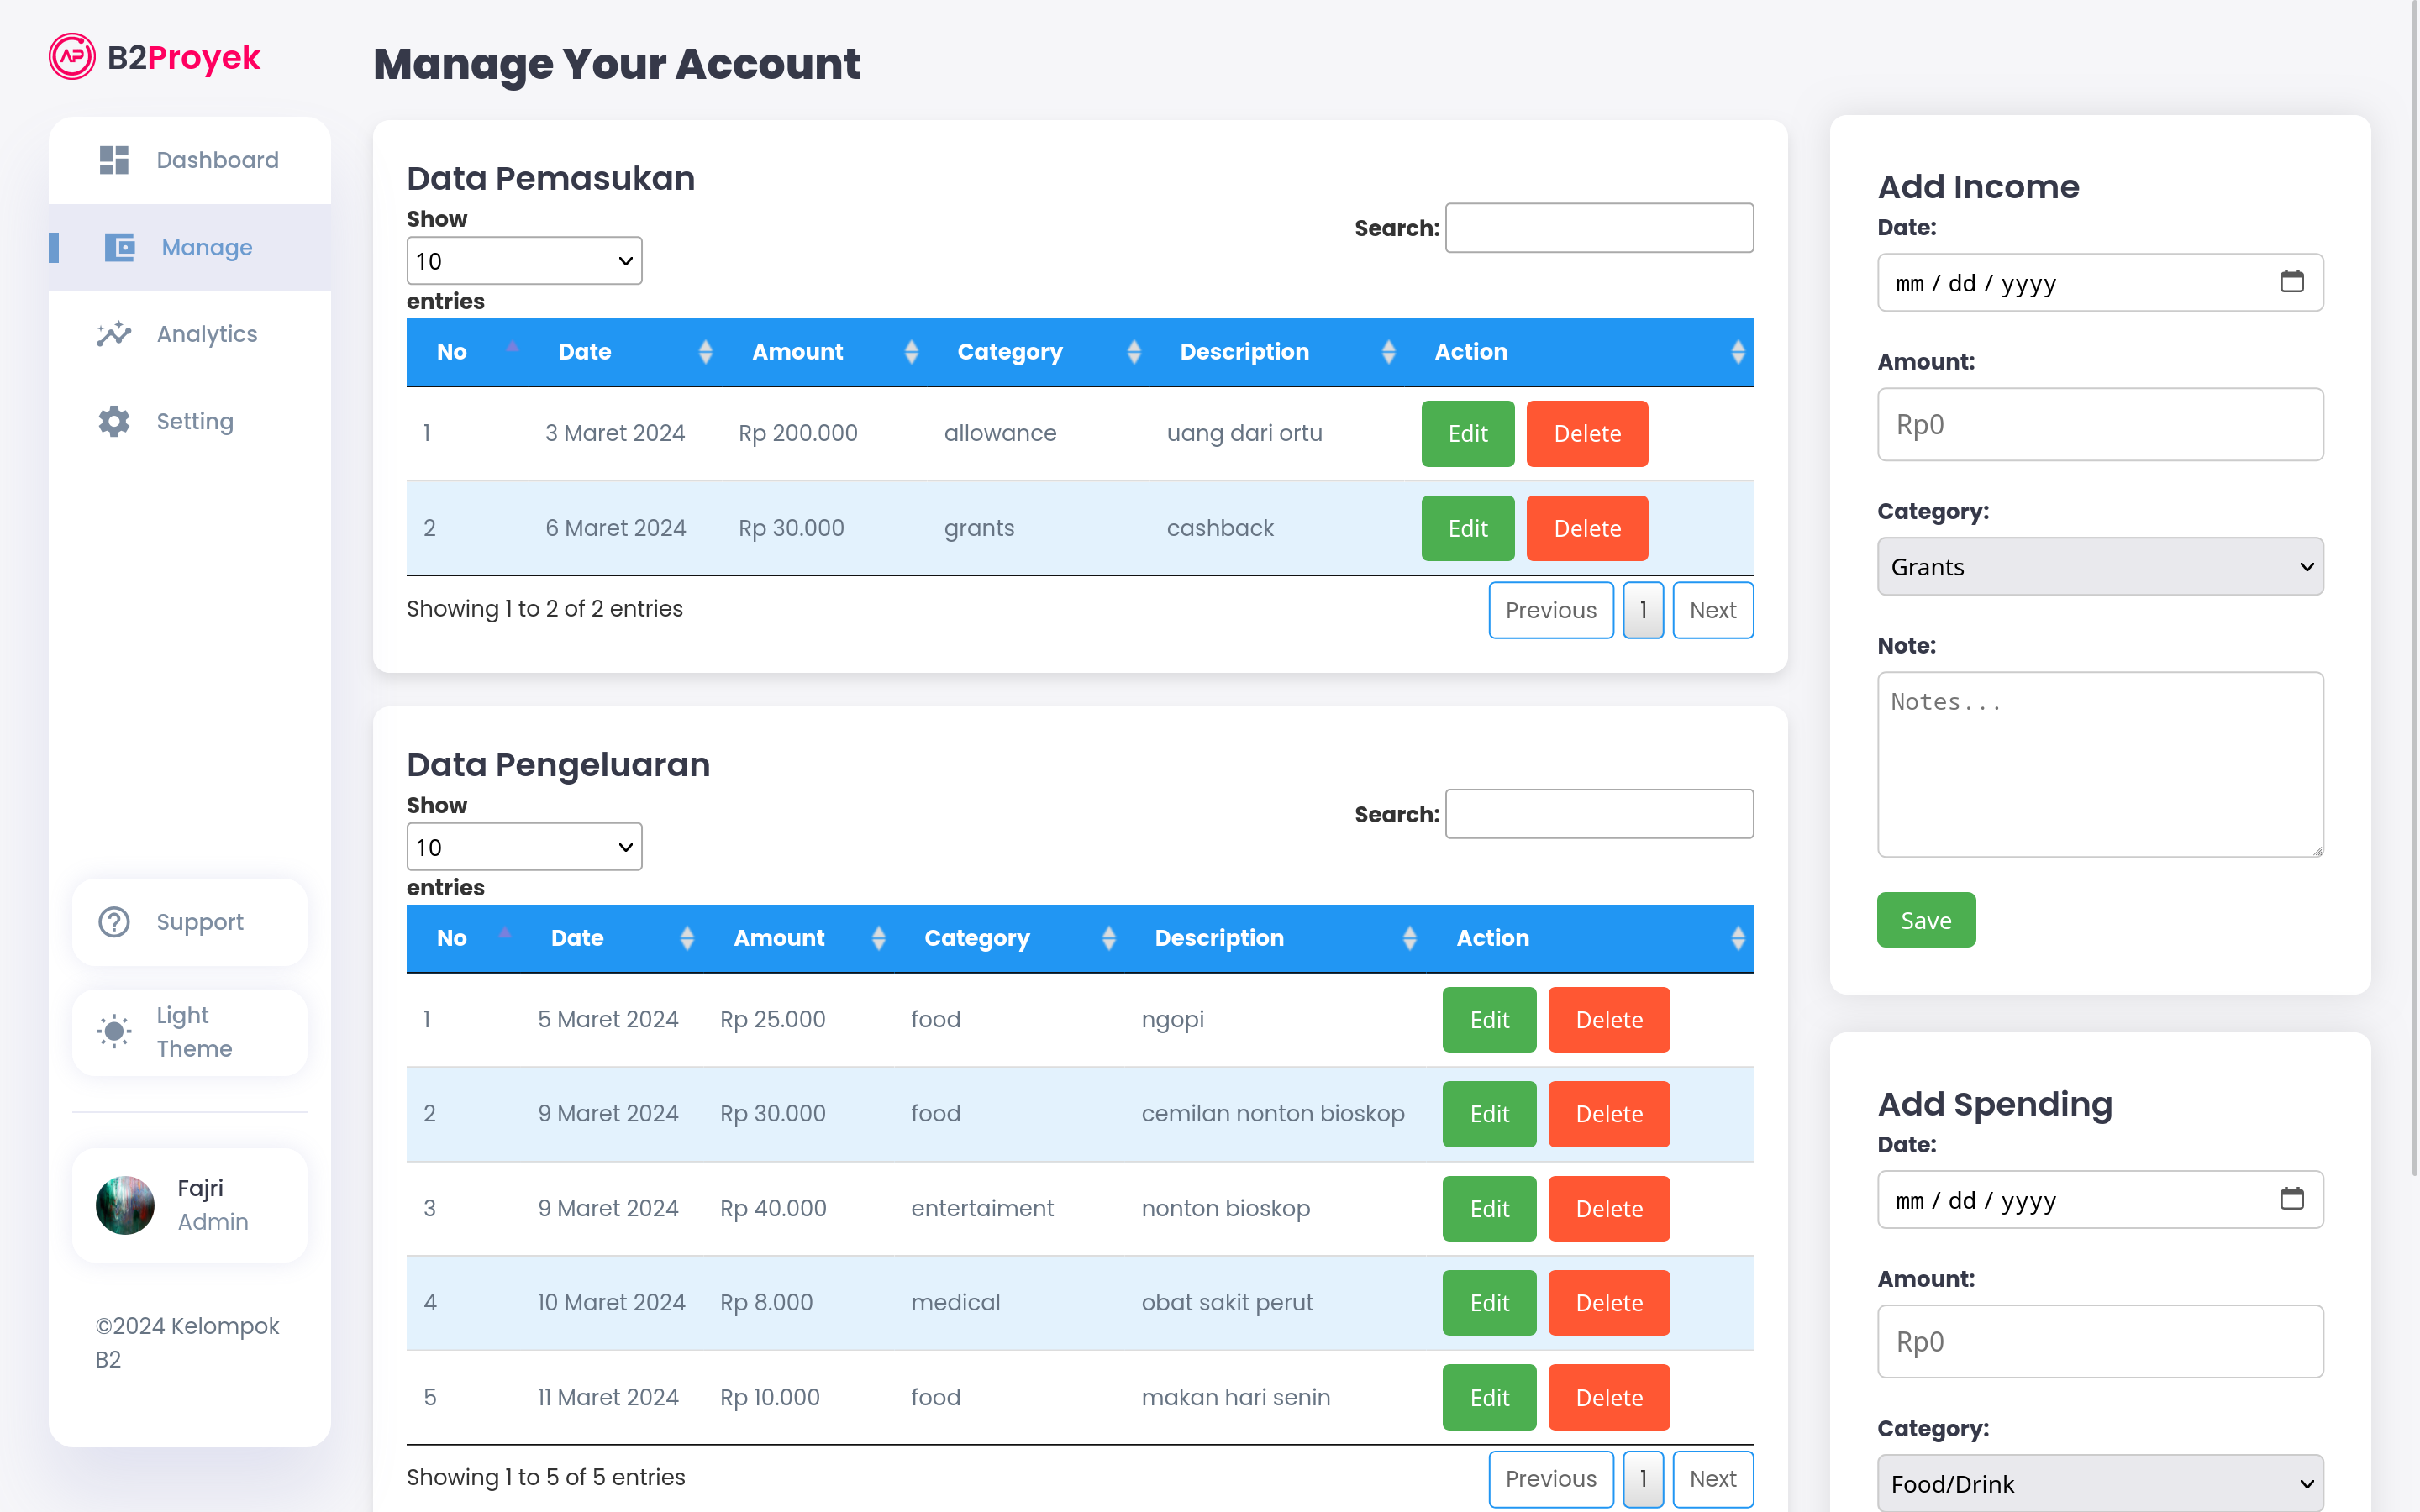 B2Proyek
Dashboard
Manage
Analytics
Setting
Support
Light
Theme
Fajri
Admin
©2024 Kelompok
B2
Manage Your Account
Data Pemasukan
Show
10
entries
Search:
No Date Amount Category Description Action
1 3 Maret 2024 Rp 200.000 allowance uang dari ortu Edit Delete
2 6 Maret 2024 Rp 30.000 grants cashback Edit Delete
Showing 1 to 2 of 2 entries
Previous 1 Next
Data Pengeluaran
Show
10
entries
Search:
No Date Amount Category Description Action
1 5 Maret 2024 Rp 25.000 food ngopi Edit Delete
2 9 Maret 2024 Rp 30.000 food cemilan nonton bioskop Edit Delete
3 9 Maret 2024 Rp 40.000 entertaiment nonton bioskop Edit Delete
4 10 Maret 2024 Rp 8.000 medical obat sakit perut Edit Delete
5 11 Maret 2024 Rp 10.000 food makan hari senin Edit Delete
Showing 1 to 5 of 5 entries
Previous 1 Next
Add Income
Date:
mm / dd / yyyy
Amount:
Rp0
Category:
Grants
Note:
Notes...
Save
Add Spending
Date:
mm / dd / yyyy
Amount:
Rp0
Category:
Food/Drink